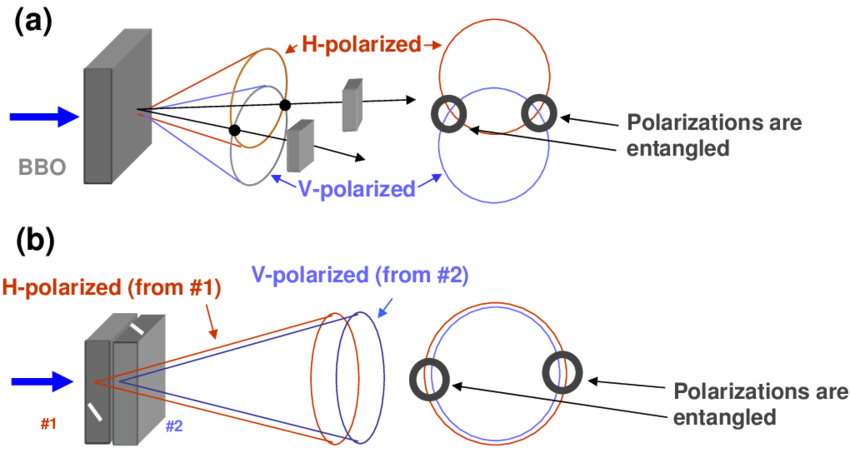 (a)
H-polarized
BBO
Polarizations are
entangled
V-polarized
(b)
H-polarized (from #1)
V-polarized (from #2)
Polarizations are
entangled
#1
#2